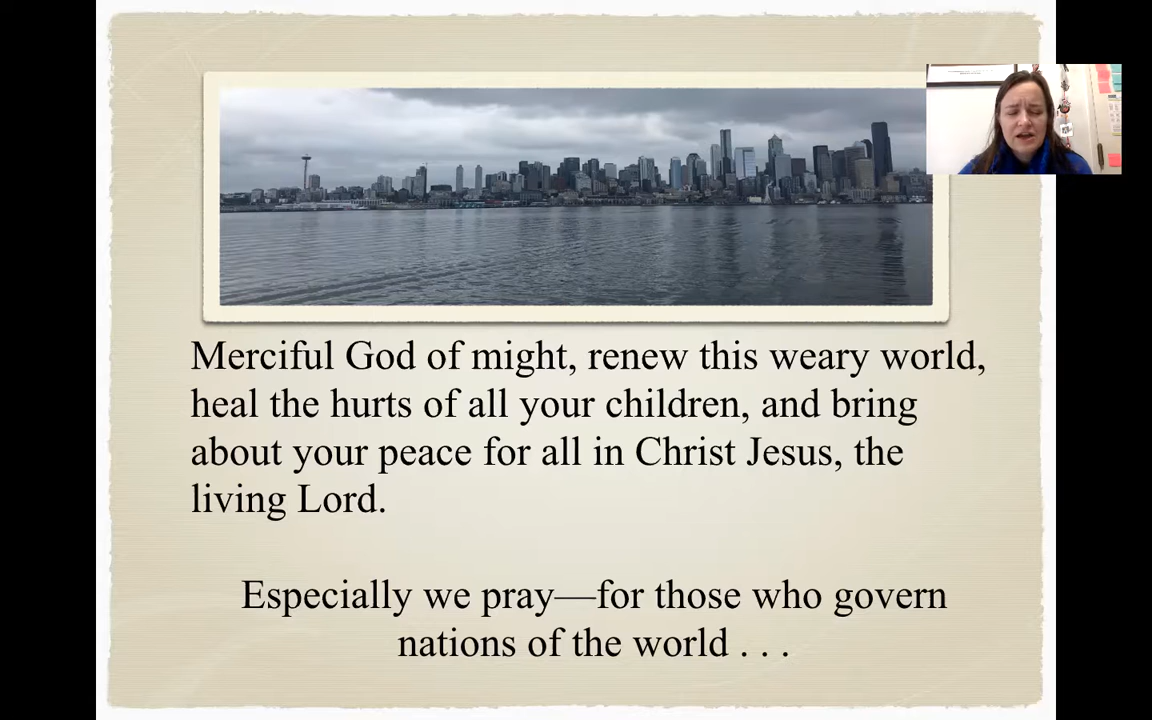 Merciful God of might, renew this weary world,
heal the hurts of all your children, and bring
about your peace for all in Christ Jesus, the
living Lord.
Especially we pray—for those who govern
nations of the world . . .